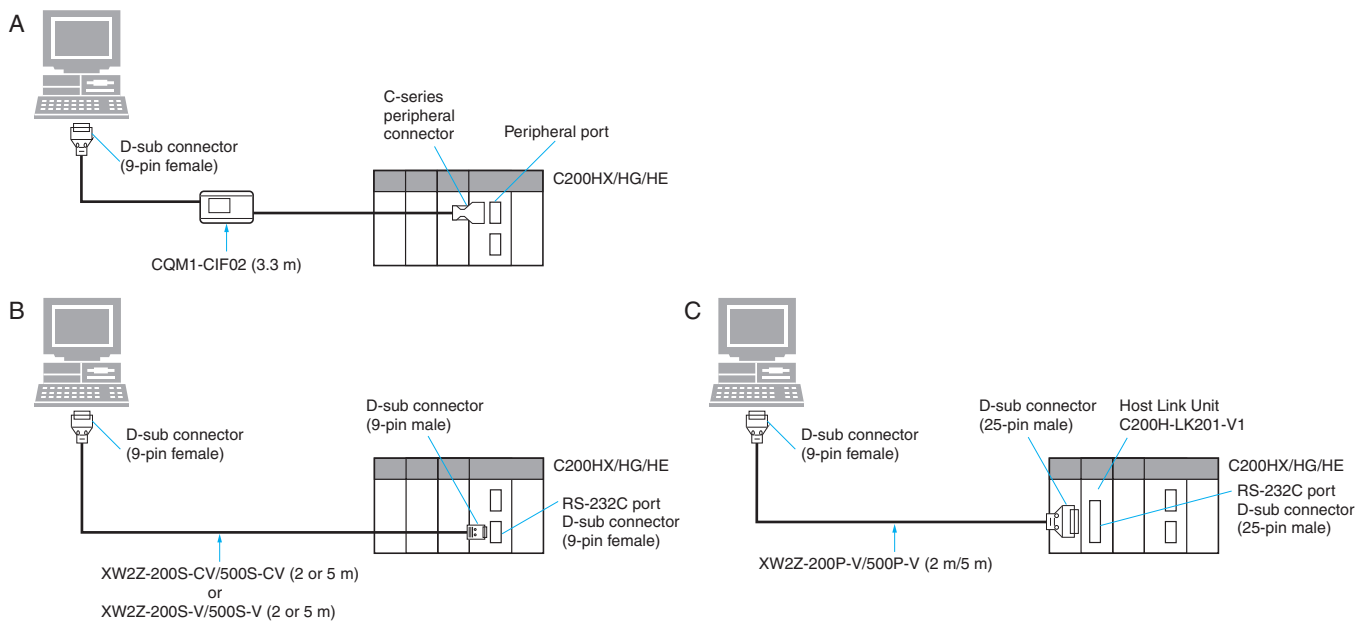 A
D-sub connector
(9-pin female)
C-series
peripheral
connector
Peripheral port
C200HX/HG/HE
CQM1-CIF02 (3.3 m)
B
D-sub connector
(9-pin female)
D-sub connector
(9-pin male)
C200HX/HG/HE
RS-232C port
D-sub connector
(9-pin female)
XW2Z-200S-CV/500S-CV (2 or 5 m)
or
XW2Z-200S-V/500S-V (2 or 5 m)
C
D-sub connector
(9-pin female)
D-sub connector
(25-pin male)
Host Link Unit
C200H-LK201-V1
C200HX/HG/HE
RS-232C port
D-sub connector
(25-pin male)
XW2Z-200P-V/500P-V (2 m/5 m)